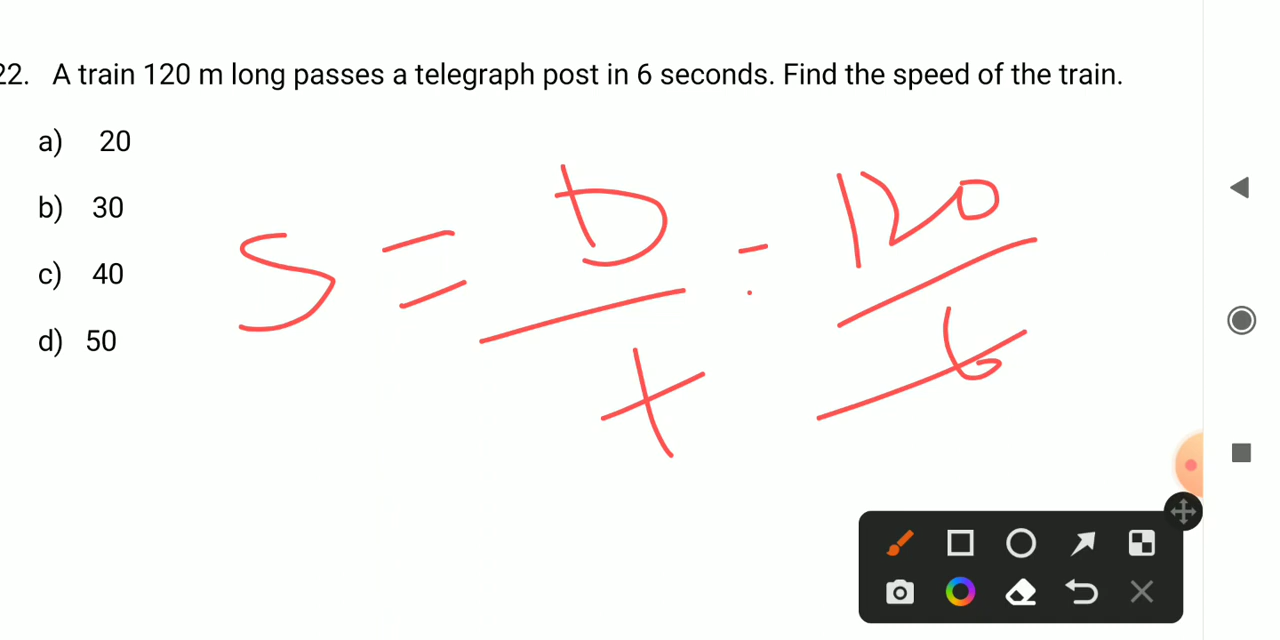 22. A train 120 m long passes a telegraph post in 6 seconds. Find the speed of the train.
a) 20
b) 30
c) 40
d) 50
S = D / t = 120 / 6